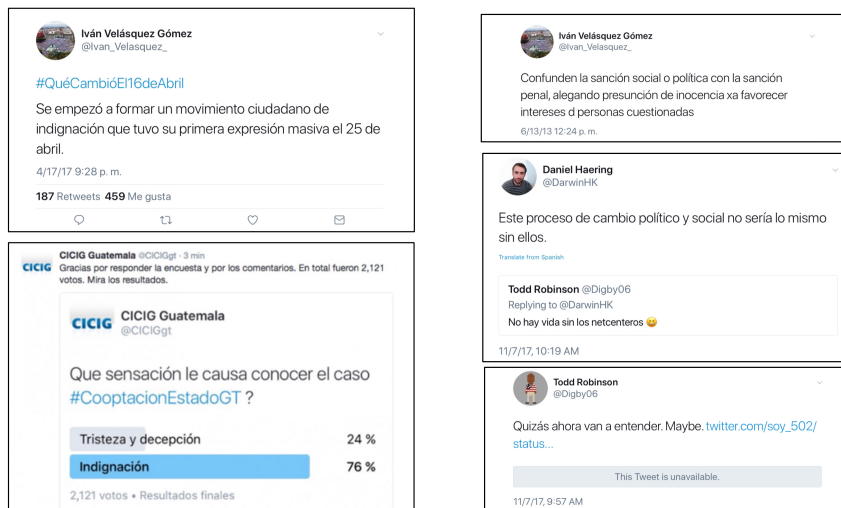 Iván Velásquez Gómez
@Ivan_Velasquez_
#QuéCambióEl16deAbril
Se empezó a formar un movimiento ciudadano de
indignación que tuvo su primera expresión masiva el 25 de
abril.
4/17/17 9:28 p. m.
187 Retweets 459 Me gusta
CICIG
CICIG Guatemala @CICIGgt · 3 min
Gracias por responder la encuesta y por los comentarios. En total fueron 2,121
votos. Mira los resultados.
CICIG
CICIG Guatemala
@CICIGgt
Que sensación le causa conocer el caso
#CooptacionEstadoGT ?
Tristeza y decepción 24 %
Indignación 76 %
2,121 votos • Resultados finales
Iván Velásquez Gómez
@Ivan_Velasquez_
Confunden la sanción social o política con la sanción
penal, alegando presunción de inocencia xa favorecer
intereses d personas cuestionadas
6/13/13 12:24 p. m.
Daniel Haering
@DarwinHK
Este proceso de cambio político y social no sería lo mismo
sin ellos.
Translate from Spanish
Todd Robinson @Digby06
Replying to @DarwinHK
No hay vida sin los netcenteros 😄
11/7/17, 10:19 AM
Todd Robinson
@Digby06
Quizás ahora van a entender. Maybe. twitter.com/soy_502/
status...
This Tweet is unavailable.
11/7/17, 9:57 AM